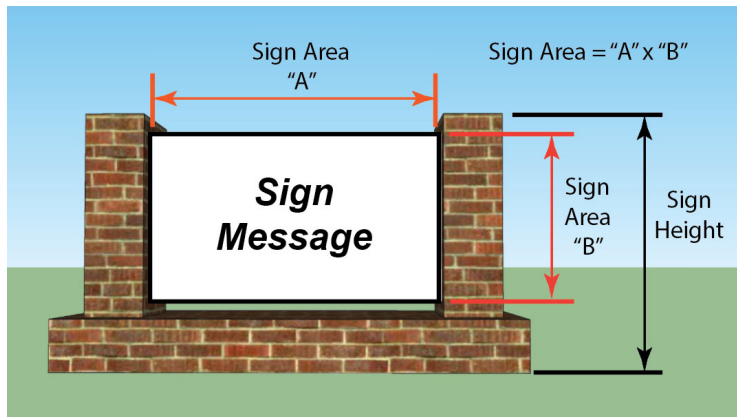 Sign Area
“A”
Sign Area = “A” x “B”
Sign
Message
Sign
Area
“B”
Sign
Height